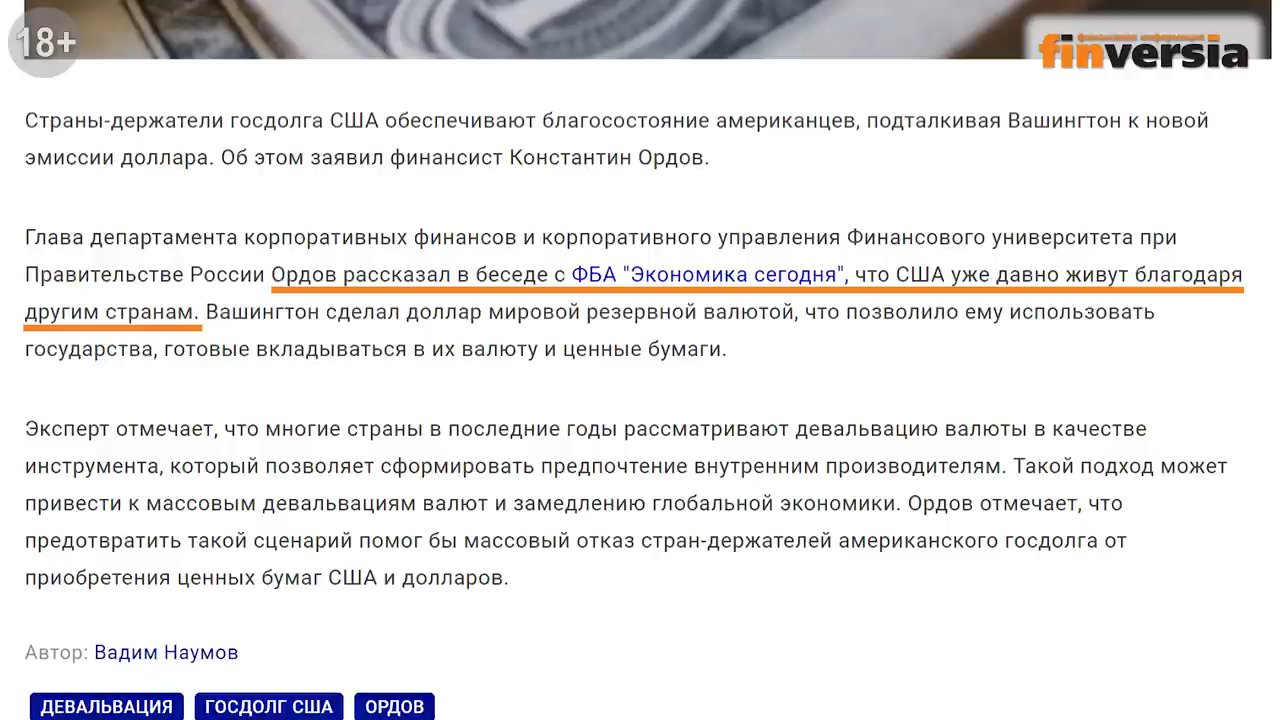 18+
финансовая информация
finversia
Страны-держатели госдолга США обеспечивают благосостояние американцев, подталкивая Вашингтон к новой
эмиссии доллара. Об этом заявил финансист Константин Ордов.
Глава департамента корпоративных финансов и корпоративного управления Финансового университета при
Правительстве России Ордов рассказал в беседе с ФБА "Экономика сегодня", что США уже давно живут благодаря
другим странам. Вашингтон сделал доллар мировой резервной валютой, что позволило ему использовать
государства, готовые вкладываться в их валюту и ценные бумаги.
Эксперт отмечает, что многие страны в последние годы рассматривают девальвацию валюты в качестве
инструмента, который позволяет сформировать предпочтение внутренним производителям. Такой подход может
привести к массовым девальвациям валют и замедлению глобальной экономики. Ордов отмечает, что
предотвратить такой сценарий помог бы массовый отказ стран-держателей американского госдолга от
приобретения ценных бумаг США и долларов.
Автор: Вадим Наумов
ДЕВАЛЬВАЦИЯ ГОСДОЛГ США ОРДОВ